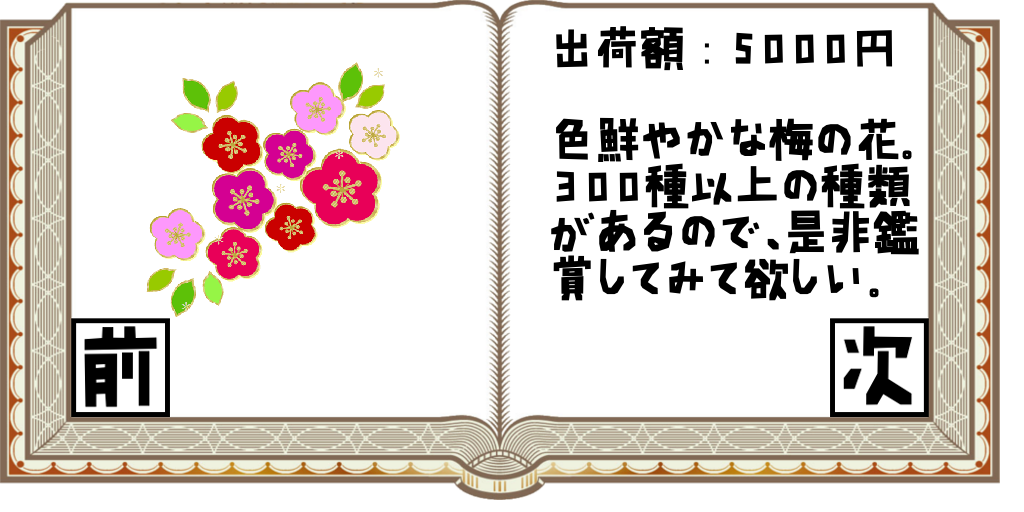 出荷額：5000円
色鮮やかな梅の花。
300種以上の種類
があるので、是非鑑
賞してみて欲しい。
前
次